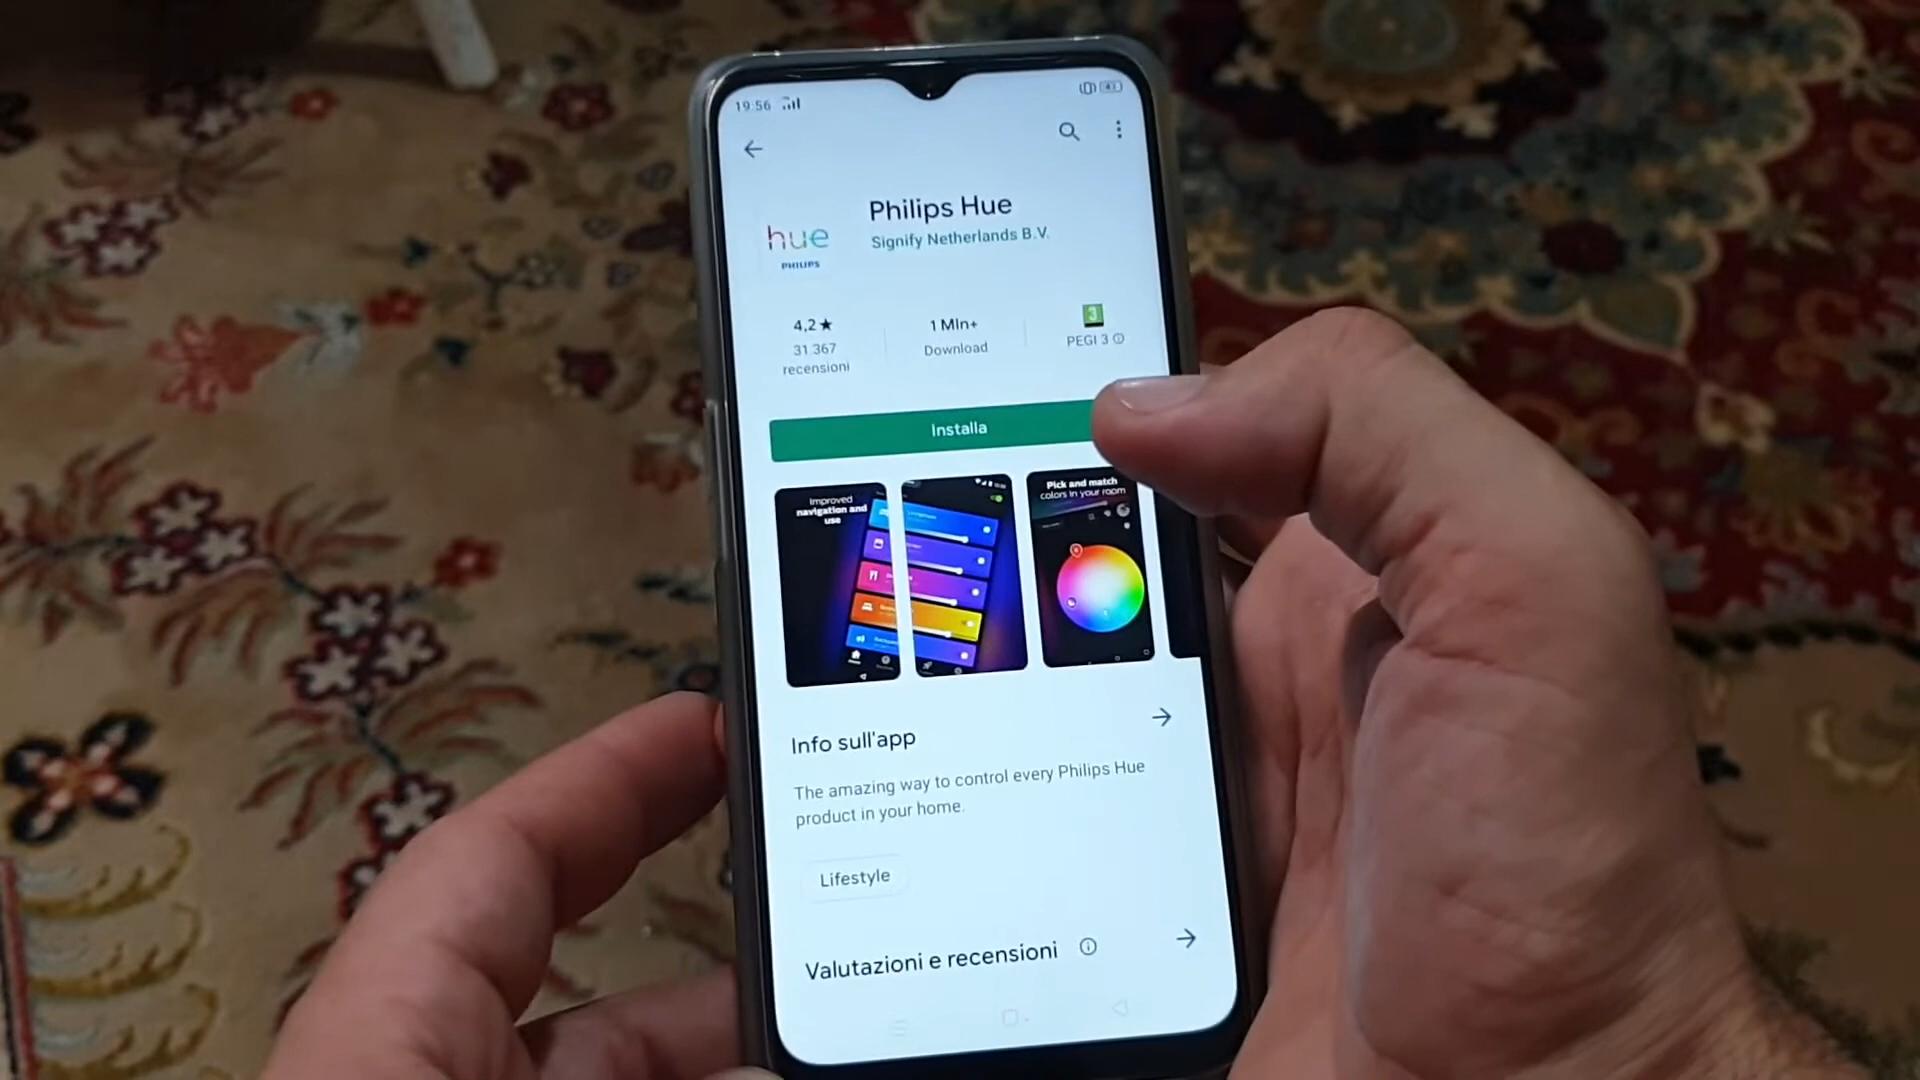 19:56
Philips Hue
Signify Netherlands B.V.
hue
PHILIPS
4,2★
31 367
recensioni
1 Mln+
Download
3
PEGI 3
Installa
Improved
navigation and
use
Pick and match
colors in your room
Info sull'app
The amazing way to control every Philips Hue
product in your home.
Lifestyle
Valutazioni e recensioni